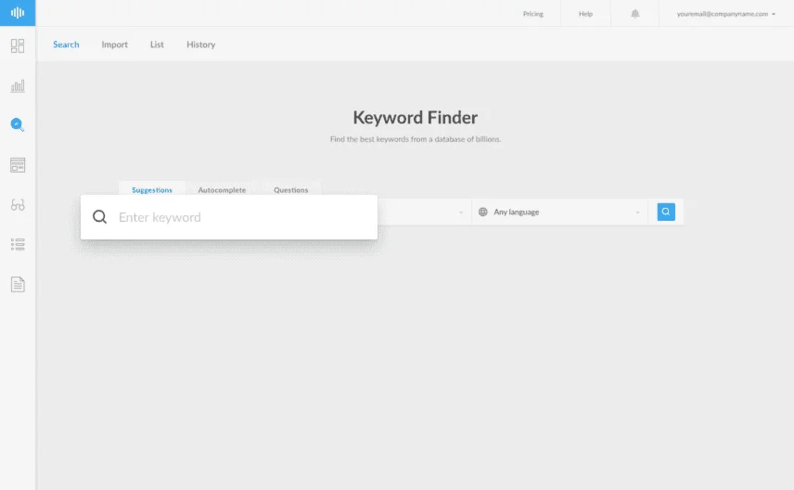 Pricing
Help
youremail@companyname.com
Search
Import
List
History
Keyword Finder
Find the best keywords from a database of billions.
Suggestions
Autocomplete
Questions
Enter keyword
Any language